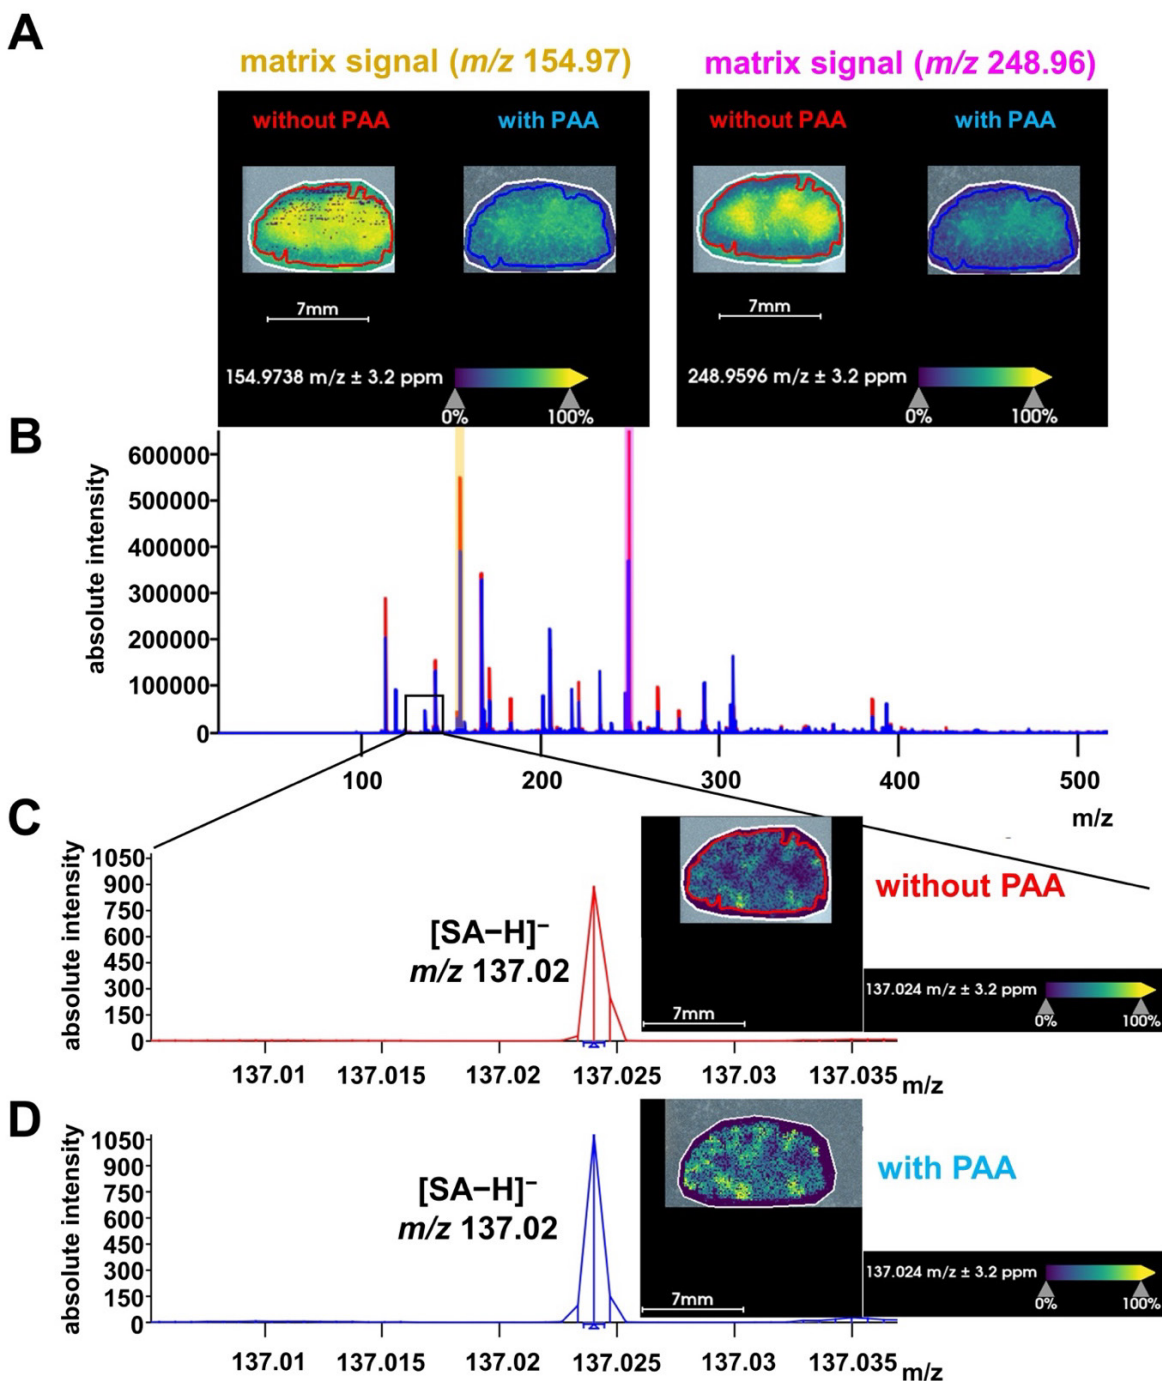 A
matrix signal (m/z 154.97)
matrix signal (m/z 248.96)
without PAA
with PAA
without PAA
with PAA
7mm
7mm
154.9738 m/z ± 3.2 ppm
0%
100%
248.9596 m/z ± 3.2 ppm
0%
100%
B
absolute intensity
600000
500000
400000
300000
200000
100000
0
100
200
300
400
500
m/z
C
absolute intensity
1050
900
750
600
450
300
150
0
[SA−H]⁻
m/z 137.02
7mm
without PAA
137.024 m/z ± 3.2 ppm
0%
100%
137.01
137.015
137.02
137.025
137.03
137.035
m/z
D
absolute intensity
1050
900
750
600
450
300
150
0
[SA−H]⁻
m/z 137.02
7mm
with PAA
137.024 m/z ± 3.2 ppm
0%
100%
137.01
137.015
137.02
137.025
137.03
137.035
m/z